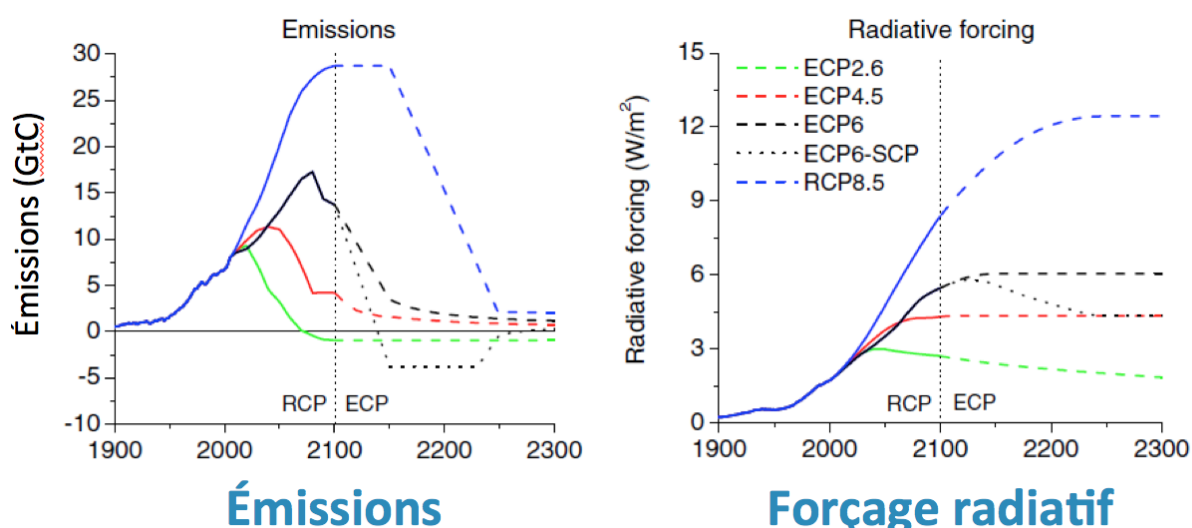 Emissions
30
25
20
15
10
5
0
-5
-10
Émissions (GtC)
RCP
ECP
1900
2000
2100
2200
2300
Émissions
Radiative forcing
15
12
9
6
3
0
Radiative forcing (W/m²)
ECP2.6
ECP4.5
ECP6
ECP6-SCP
RCP8.5
RCP
ECP
1900
2000
2100
2200
2300
Forçage radiatif